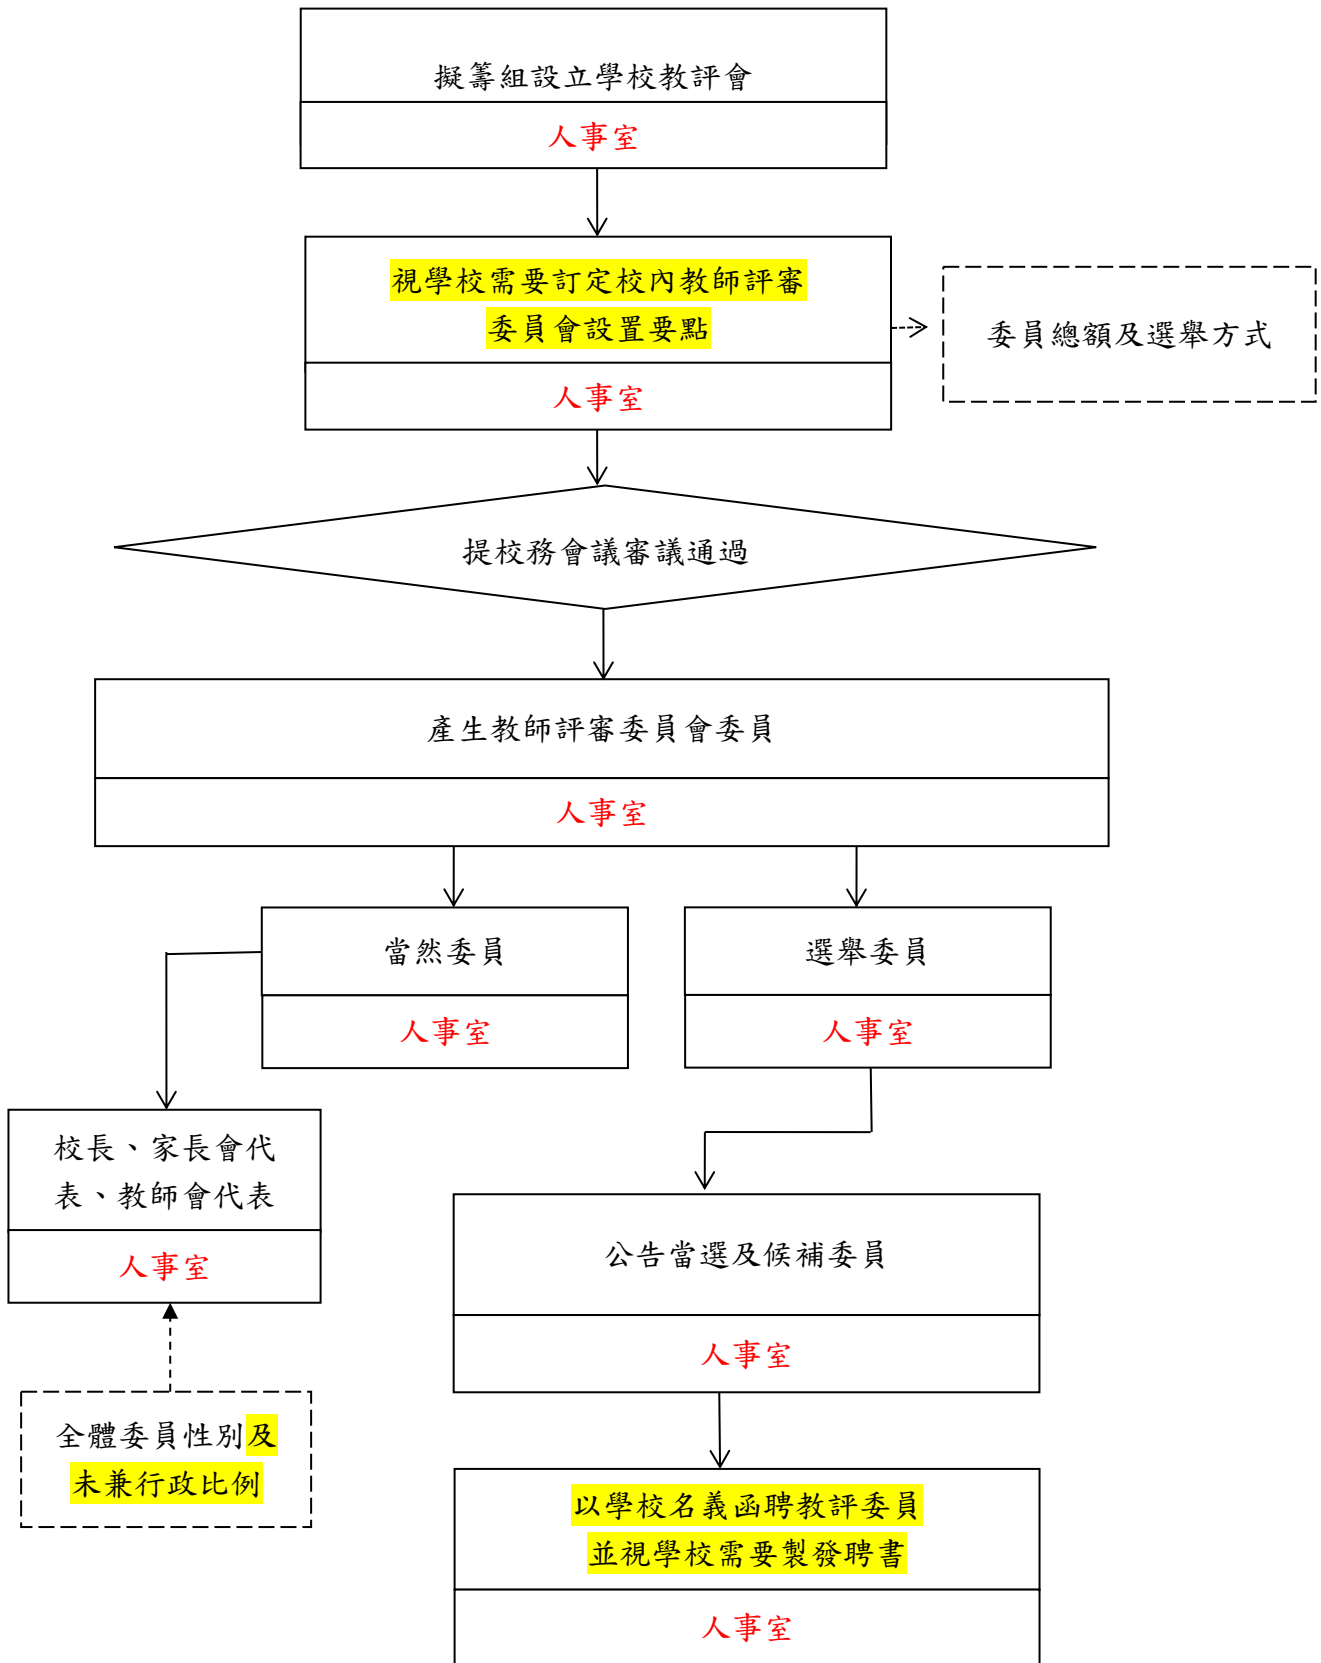 擬籌組設立學校教評會
人事室
視學校需要訂定校內教師評審
委員會設置要點
人事室
委員總額及選舉方式
提校務會議審議通過
產生教師評審委員會委員
人事室
當然委員
人事室
選舉委員
人事室
校長、家長會代
表、教師會代表
人事室
全體委員性別及
未兼行政比例
公告當選及候補委員
人事室
以學校名義函聘教評委員
並視學校需要製發聘書
人事室